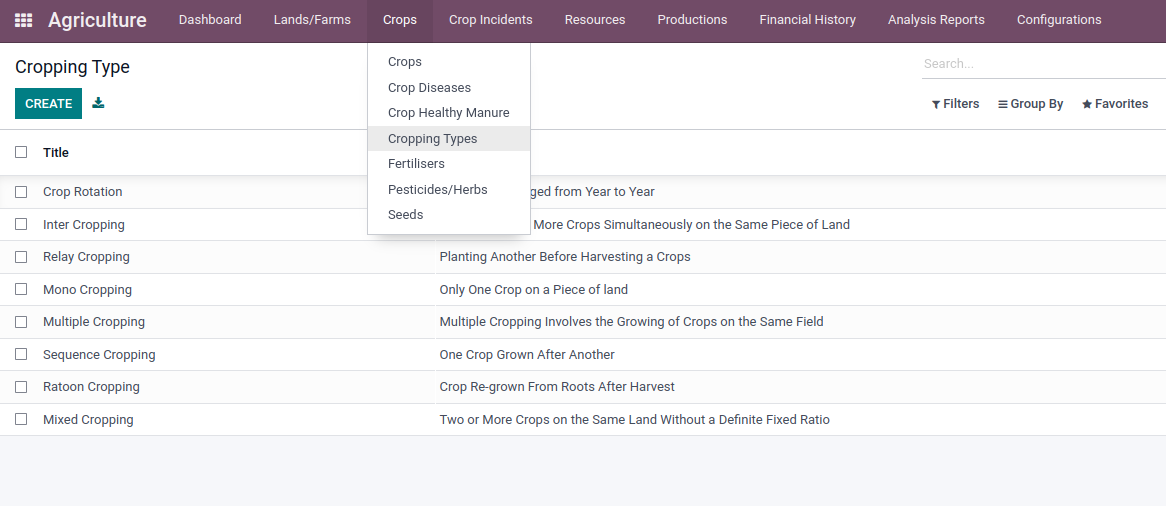 Agriculture Dashboard Lands/Farms Crops Crop Incidents Resources Productions Financial History Analysis Reports Configurations
Cropping Type
Search...
CREATE
Filters Group By Favorites
Crops
Crop Diseases
Crop Healthy Manure
Cropping Types
Fertilisers
Pesticides/Herbs
Seeds
Title
Crop Rotation from Year to Year
Inter Cropping More Crops Simultaneously on the Same Piece of Land
Relay Cropping Planting Another Before Harvesting a Crops
Mono Cropping Only One Crop on a Piece of land
Multiple Cropping Multiple Cropping Involves the Growing of Crops on the Same Field
Sequence Cropping One Crop Grown After Another
Ratoon Cropping Crop Re-grown From Roots After Harvest
Mixed Cropping Two or More Crops on the Same Land Without a Definite Fixed Ratio